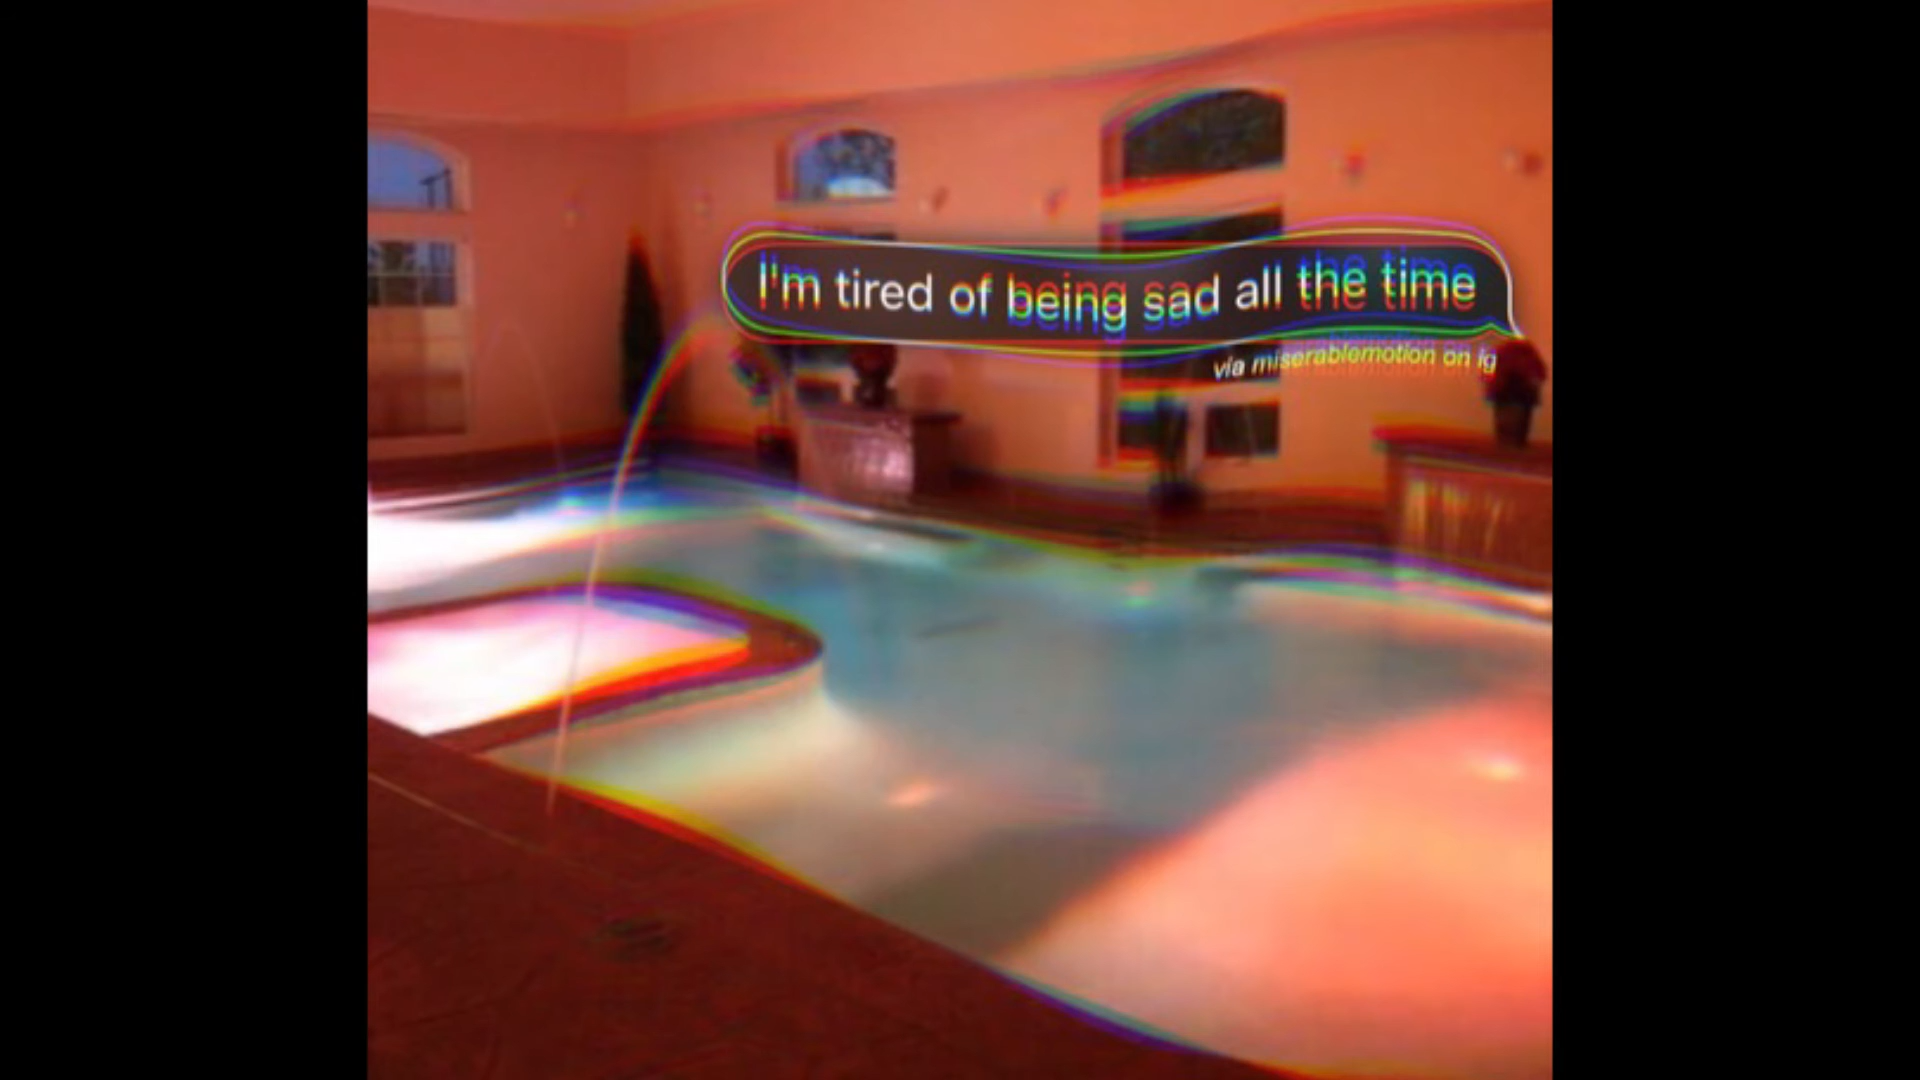 I'm tired of being sad all the time
via miserablemotion on ig